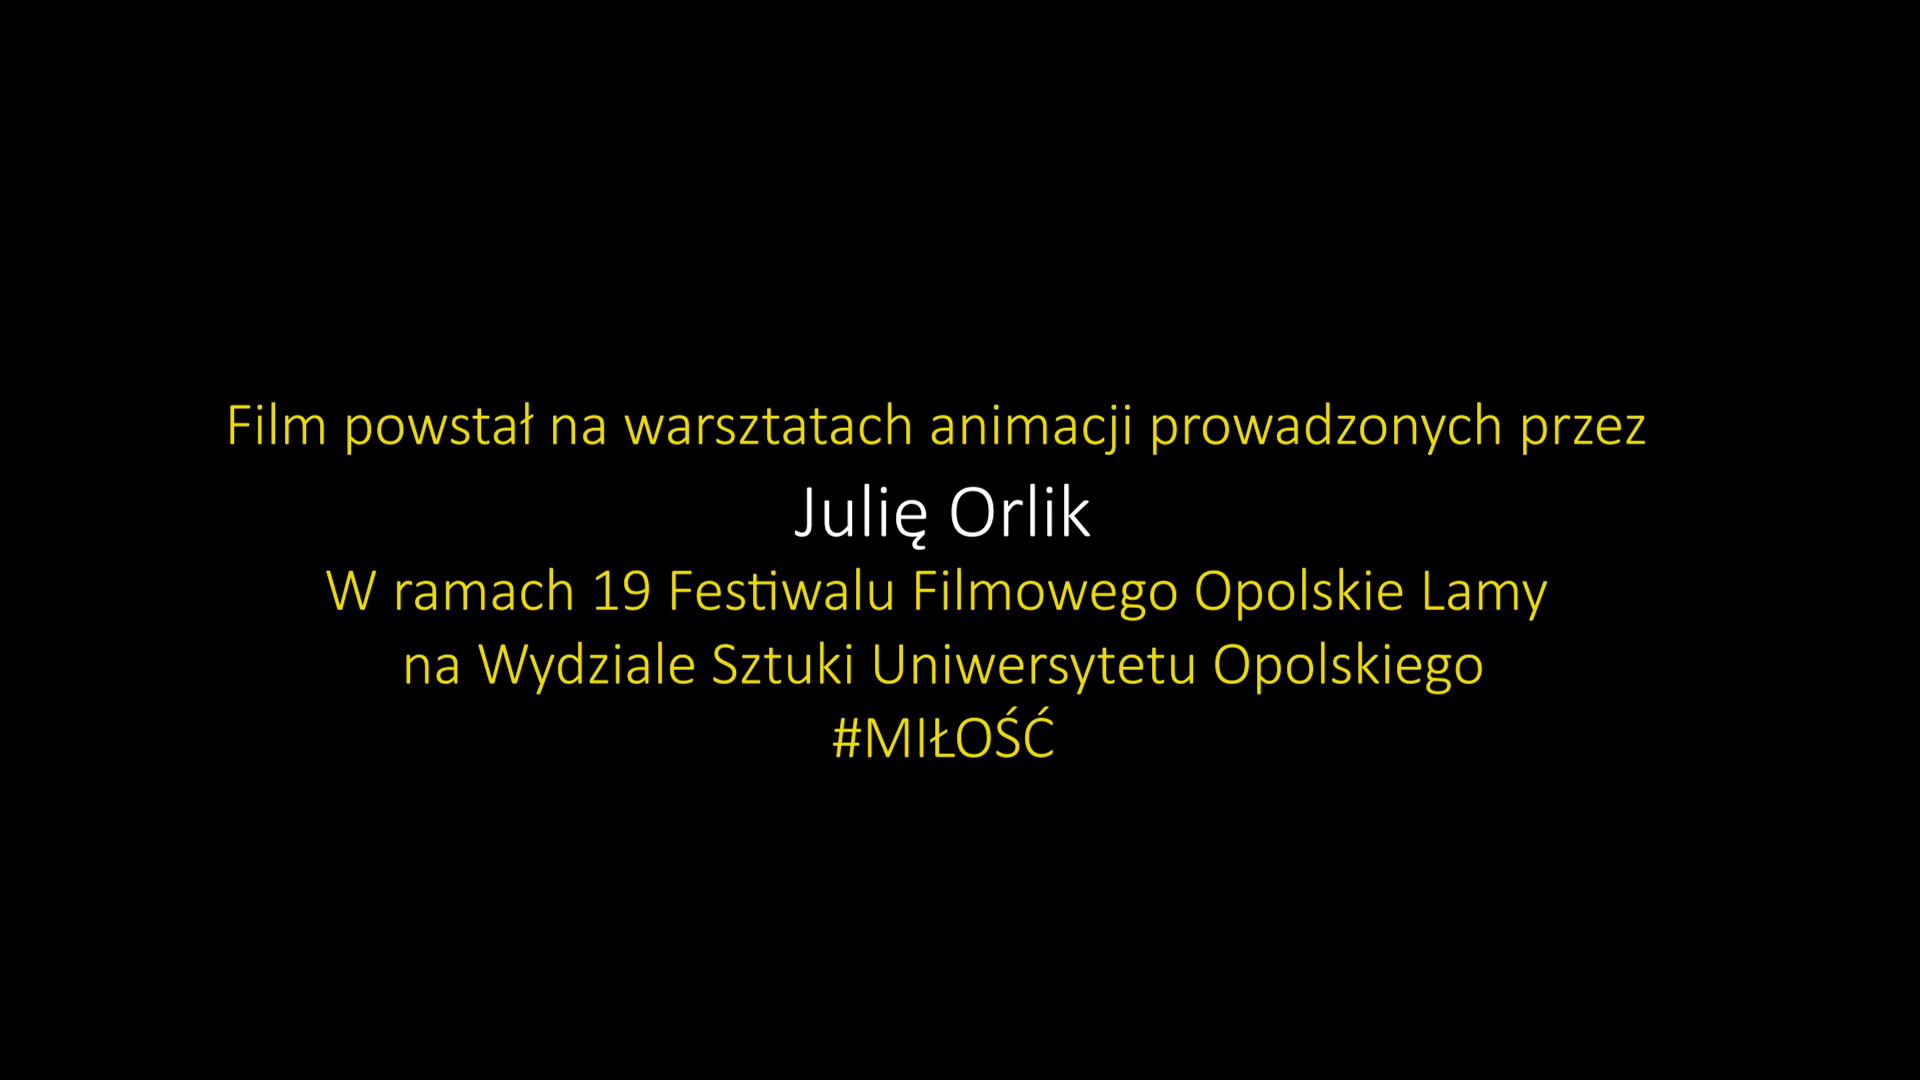 Film powstał na warsztatach animacji prowadzonych przez
Julię Orlik
W ramach 19 Festiwalu Filmowego Opolskie Lamy
na Wydziale Sztuki Uniwersytetu Opolskiego
#MIŁOŚĆ